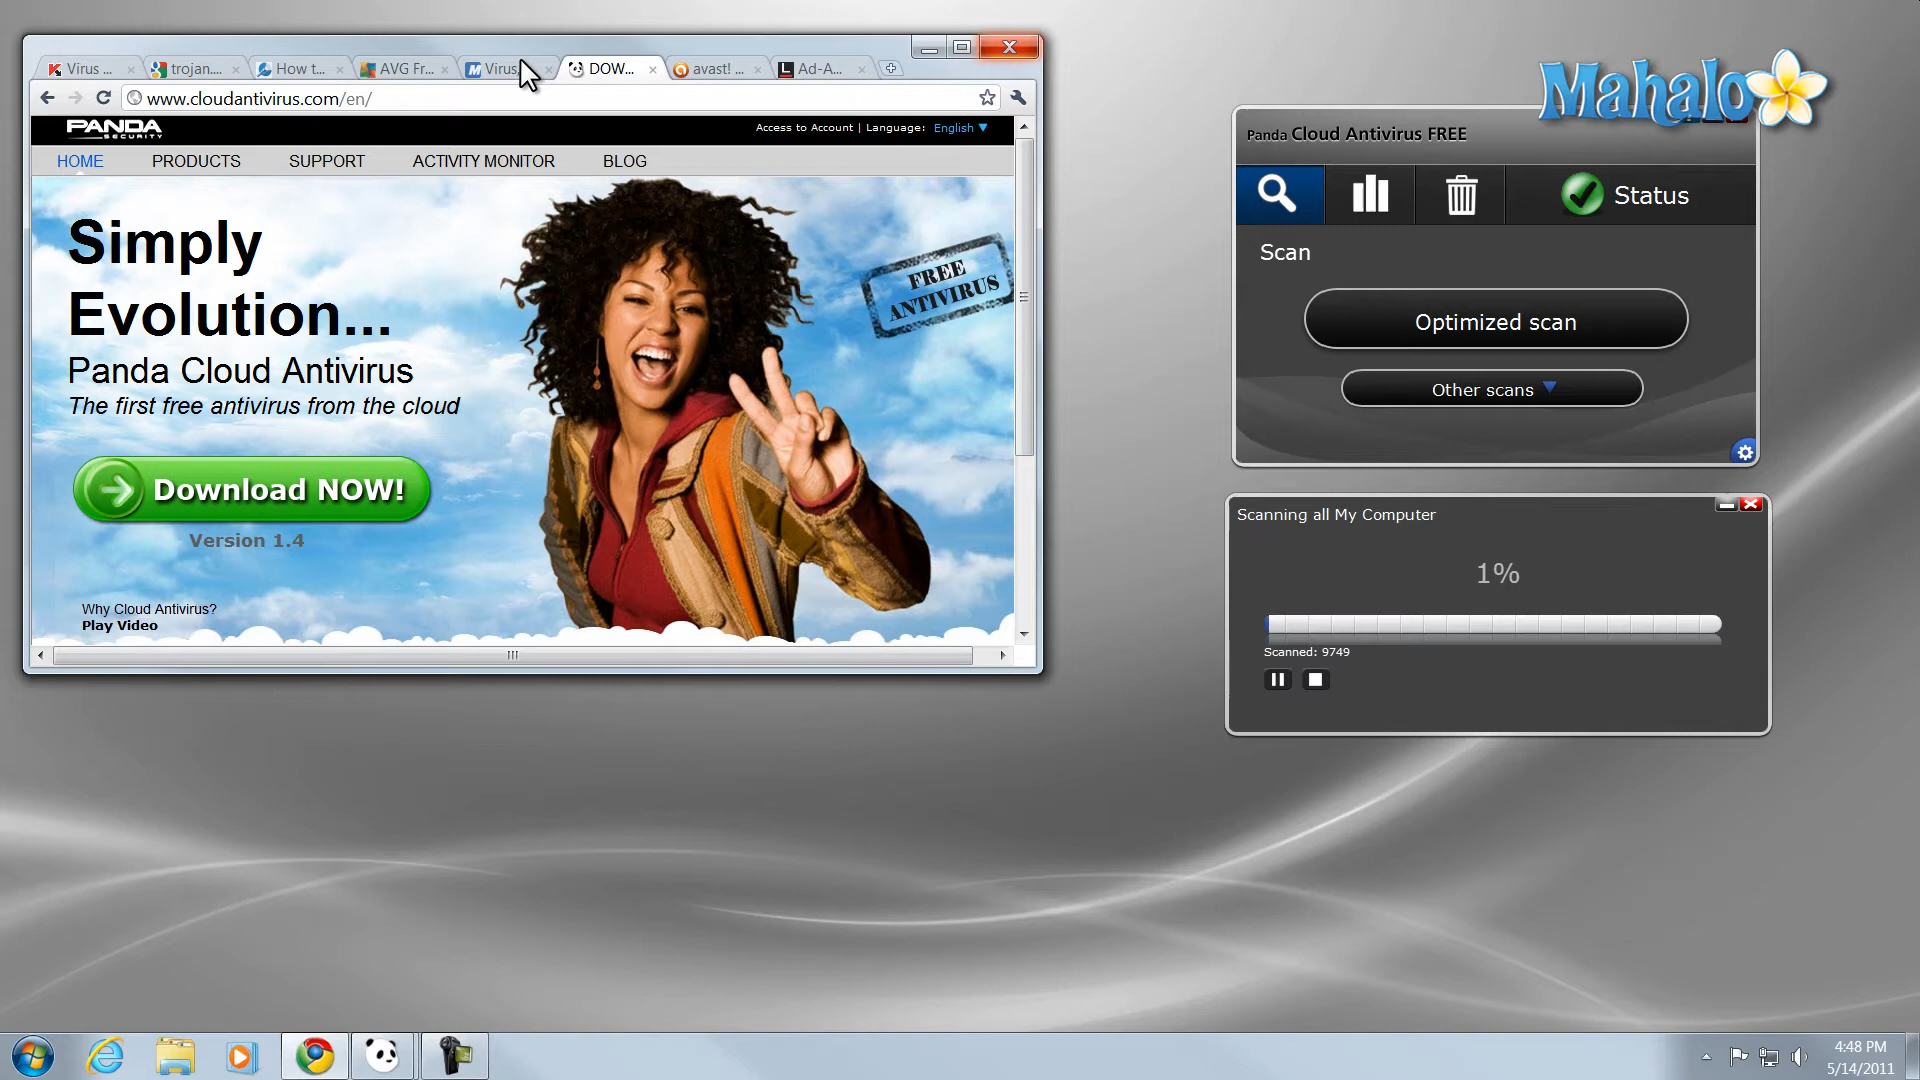 Virus ...
trojan....
How t...
AVG Fr...
Virus
DOW...
avast! ...
Ad-A...
www.cloudantivirus.com/en/
PANDA
SECURITY
Access to Account | Language: English
HOME PRODUCTS SUPPORT ACTIVITY MONITOR BLOG
Simply
Evolution...
Panda Cloud Antivirus
The first free antivirus from the cloud
FREE
ANTIVIRUS
Download NOW!
Version 1.4
Why Cloud Antivirus?
Play Video
Mahalo
Panda Cloud Antivirus FREE
Status
Scan
Optimized scan
Other scans
Scanning all My Computer
1%
Scanned: 9749
4:48 PM
5/14/2011